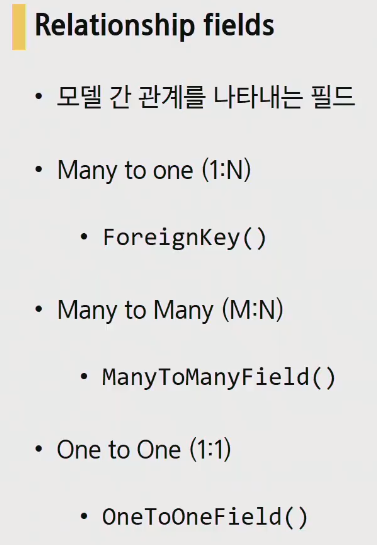 Relationship fields
• 모델 간 관계를 나타내는 필드
• Many to one (1:N)
• ForeignKey()
• Many to Many (M:N)
• ManyToManyField()
• One to One (1:1)
• OneToOneField()